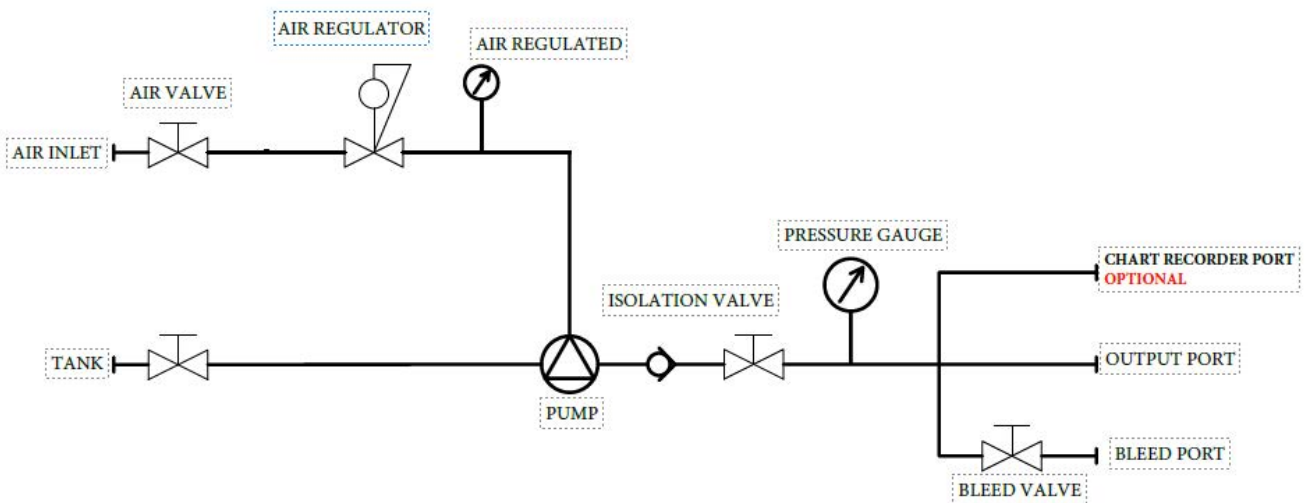 AIR REGULATOR
AIR REGULATED
AIR VALVE
AIR INLET
PRESSURE GAUGE
CHART RECORDER PORT
OPTIONAL
ISOLATION VALVE
TANK
OUTPUT PORT
PUMP
BLEED PORT
BLEED VALVE